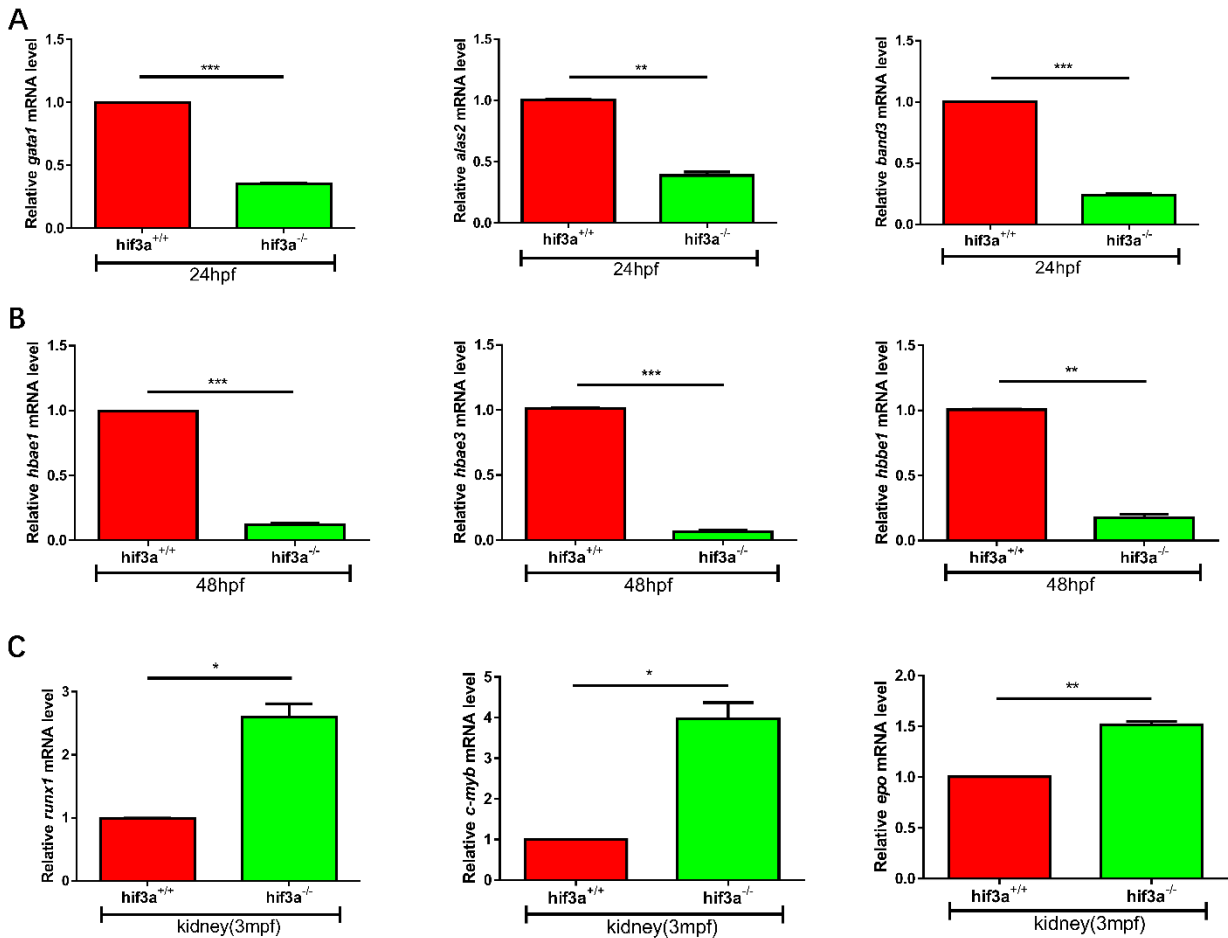 A
Relative gata1 mRNA level
1.5
1.0
0.5
0.0
***
hif3a+/+ hif3a-/-
24hpf
Relative alas2 mRNA level
1.5
1.0
0.5
0.0
**
hif3a+/+ hif3a-/-
24hpf
Relative band3 mRNA level
1.5
1.0
0.5
0.0
***
hif3a+/+ hif3a-/-
24hpf
B
Relative hbae1 mRNA level
1.5
1.0
0.5
0.0
***
hif3a+/+ hif3a-/-
48hpf
Relative hbae3 mRNA level
1.5
1.0
0.5
0.0
***
hif3a+/+ hif3a-/-
48hpf
Relative hbbe1 mRNA level
1.5
1.0
0.5
0.0
**
hif3a+/+ hif3a-/-
48hpf
C
Relative runx1 mRNA level
3
2
1
0
*
hif3a+/+ hif3a-/-
kidney(3mpf)
Relative c-myb mRNA level
5
4
3
2
1
0
*
hif3a+/+ hif3a-/-
kidney(3mpf)
Relative epo mRNA level
2.0
1.5
1.0
0.5
0.0
**
hif3a+/+ hif3a-/-
kidney(3mpf)